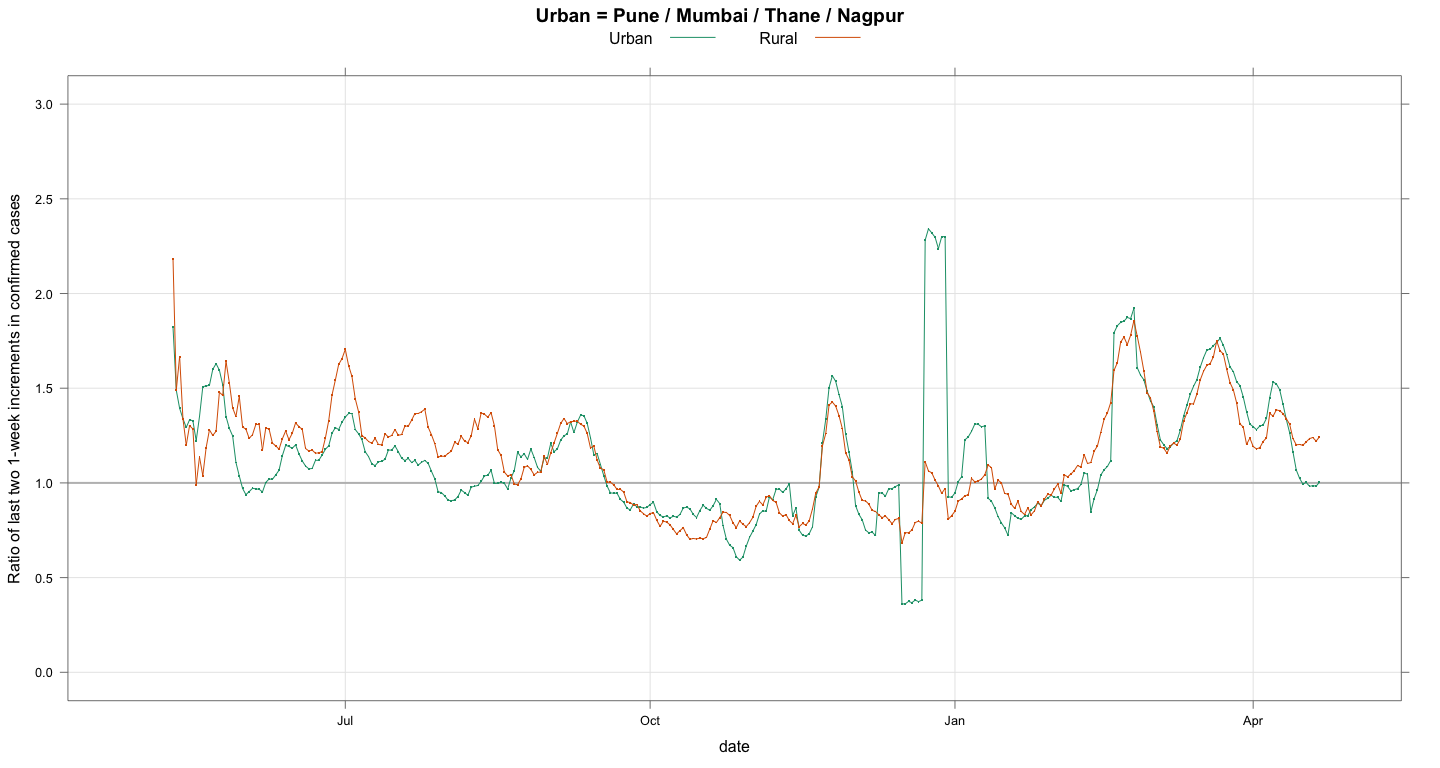 Urban = Pune / Mumbai / Thane / Nagpur
Urban Rural
Ratio of last two 1-week increments in confirmed cases
3.0
2.5
2.0
1.5
1.0
0.5
0.0
Jul Oct Jan Apr
date